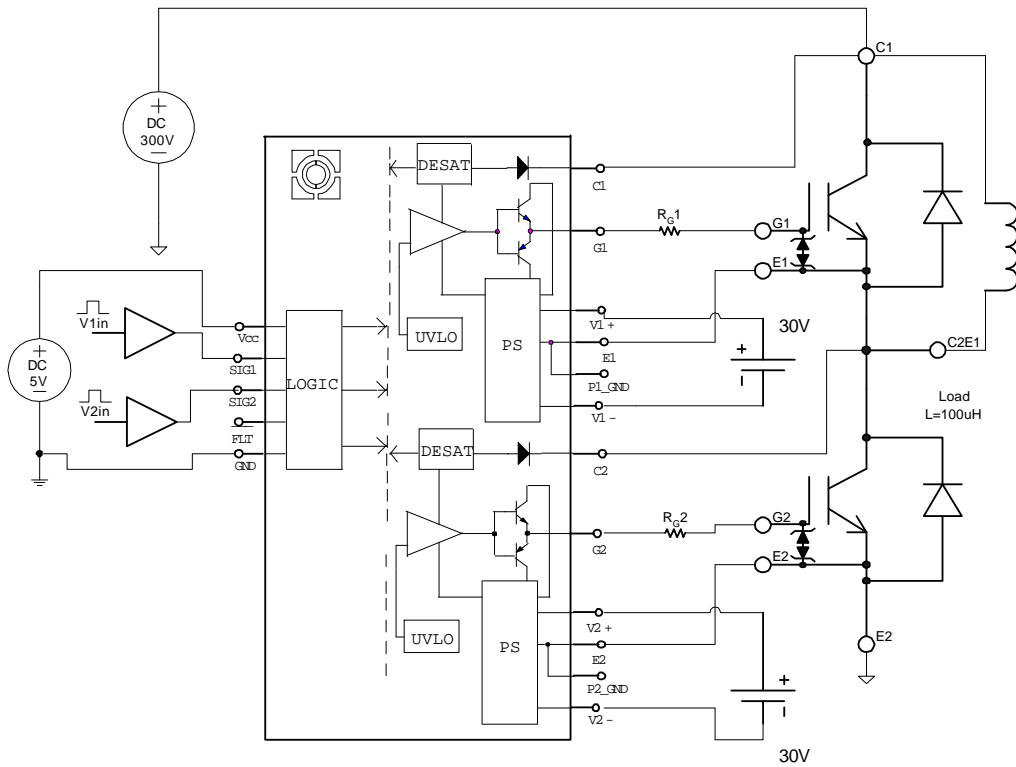 C1
+
DC
300V
DESAT
C1
RG1
G1
G1
E1
V1in
Vcc
+
DC
5V
SIG1
LOGIC
UVLO
PS
V1 +
E1
P1_GND
V1 -
30V
+
C2E1
V2in
SIG2
FLT
GND
Load
L=100uH
DESAT
C2
RG2
G2
G2
E2
UVLO
PS
V2 +
E2
P2_GND
V2 -
E2
+
30V